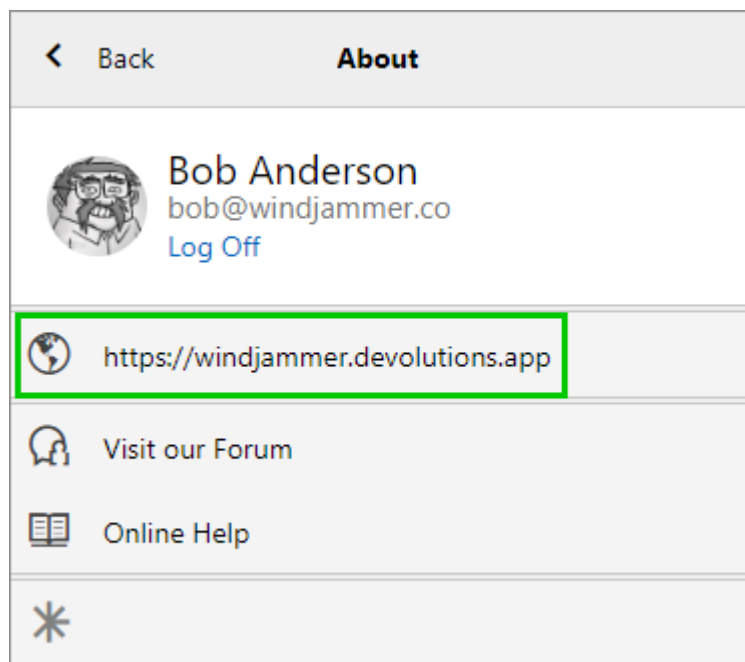 Back
About
Bob Anderson
bob@windjammer.co
Log Off
https://windjammer.devolutions.app
Visit our Forum
Online Help